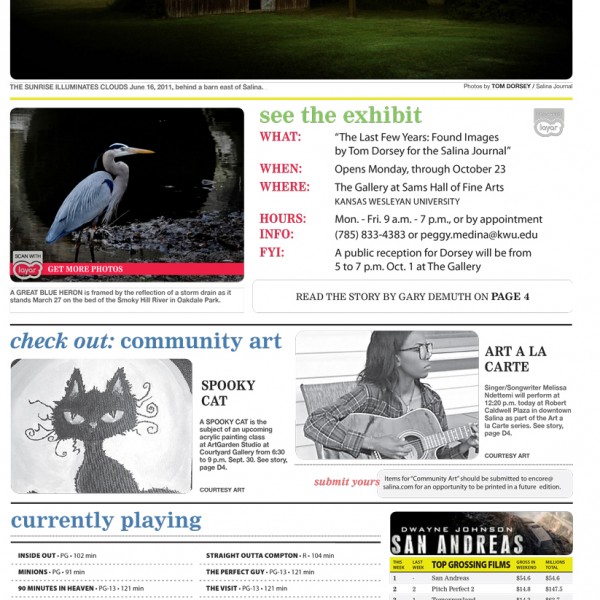 THE SUNRISE ILLUMINATES CLOUDS June 16, 2011, behind a barn east of Salina.
Photos by TOM DORSEY / Salina Journal
see the exhibit
layar
WHAT: “The Last Few Years: Found Images
by Tom Dorsey for the Salina Journal”
WHEN: Opens Monday, through October 23
WHERE: The Gallery at Sams Hall of Fine Arts
KANSAS WESLEYAN UNIVERSITY
HOURS: Mon. - Fri. 9 a.m. - 7 p.m., or by appointment
INFO: (785) 833-4383 or peggy.medina@kwu.edu
FYI: A public reception for Dorsey will be from
5 to 7 p.m. Oct. 1 at The Gallery
SCAN WITH
layar
GET MORE PHOTOS
A GREAT BLUE HERON is framed by the reflection of a storm drain as it
stands March 27 on the bed of the Smoky Hill River in Oakdale Park.
READ THE STORY BY GARY DEMUTH ON PAGE 4
check out: community art
SPOOKY
CAT
A SPOOKY CAT is the
subject of an upcoming
acrylic painting class
at ArtGarden Studio at
Courtyard Gallery from 6:30
to 9 p.m. Sept. 30. See story,
page D4.
COURTESY ART
ART A LA
CARTE
Singer/Songwriter Melissa
Ndettemi will perform at
12:20 p.m. today at Robert
Caldwell Plaza in downtown
Salina as part of the Art a
la Carte series. See story,
page D4.
COURTESY ART
submit yours
Items for “Community Art” should be submitted to encore@
salina.com for an opportunity to be printed in a future edition.
currently playing
INSIDE OUT • PG • 102 min
MINIONS • PG • 91 min
90 MINUTES IN HEAVEN • PG-13 • 121 min
STRAIGHT OUTTA COMPTON • R • 104 min
THE PERFECT GUY • PG-13 • 121 min
THE VISIT • PG-13 • 121 min
DWAYNE JOHNSON
SAN ANDREAS
THIS WEEK LAST WEEK TOP GROSSING FILMS GROSS IN WEEKEND MILLIONS TOTAL
1 - San Andreas $54.6 $54.6
2 2 Pitch Perfect 2 $14.8 $147.5